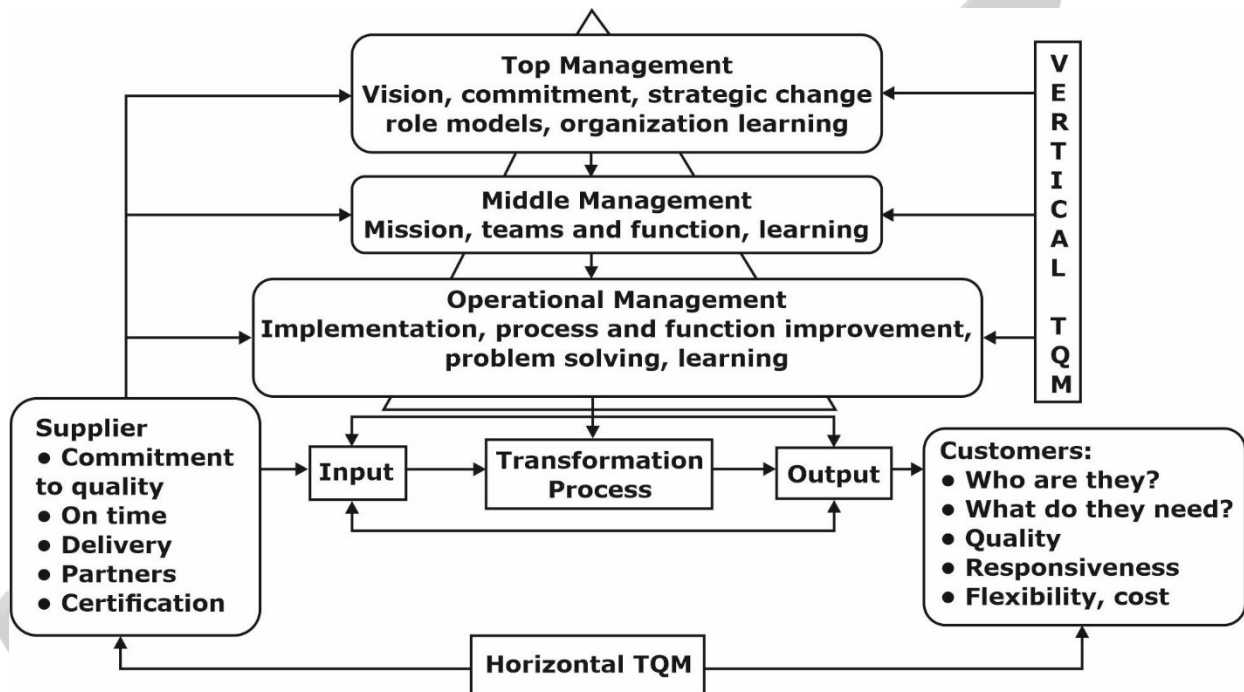 Top Management
Vision, commitment, strategic change
role models, organization learning
Middle Management
Mission, teams and function, learning
Operational Management
Implementation, process and function improvement,
problem solving, learning
VERTICAL TQM
Supplier
● Commitment
to quality
● On time
● Delivery
● Partners
● Certification
Input
Transformation
Process
Output
Customers:
● Who are they?
● What do they need?
● Quality
● Responsiveness
● Flexibility, cost
Horizontal TQM